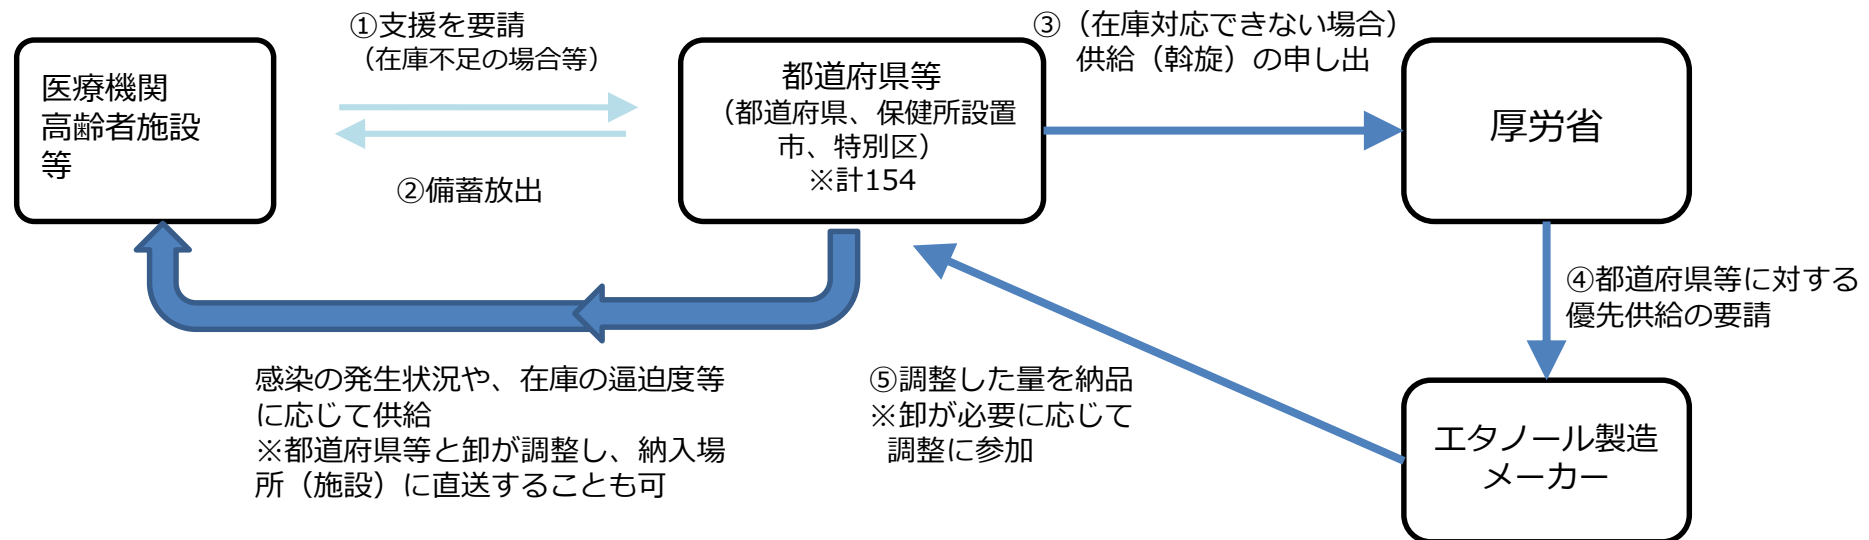 ①支援を要請
（在庫不足の場合等）
③（在庫対応できない場合）
供給（斡旋）の申し出
医療機関
高齢者施設
等
都道府県等
（都道府県、保健所設置
市、特別区）
※計154
厚労省
②備蓄放出
④都道府県等に対する
優先供給の要請
感染の発生状況や、在庫の逼迫度等
に応じて供給
※都道府県等と卸が調整し、納入場
所（施設）に直送することも可
⑤調整した量を納品
※卸が必要に応じて
調整に参加
エタノール製造
メーカー